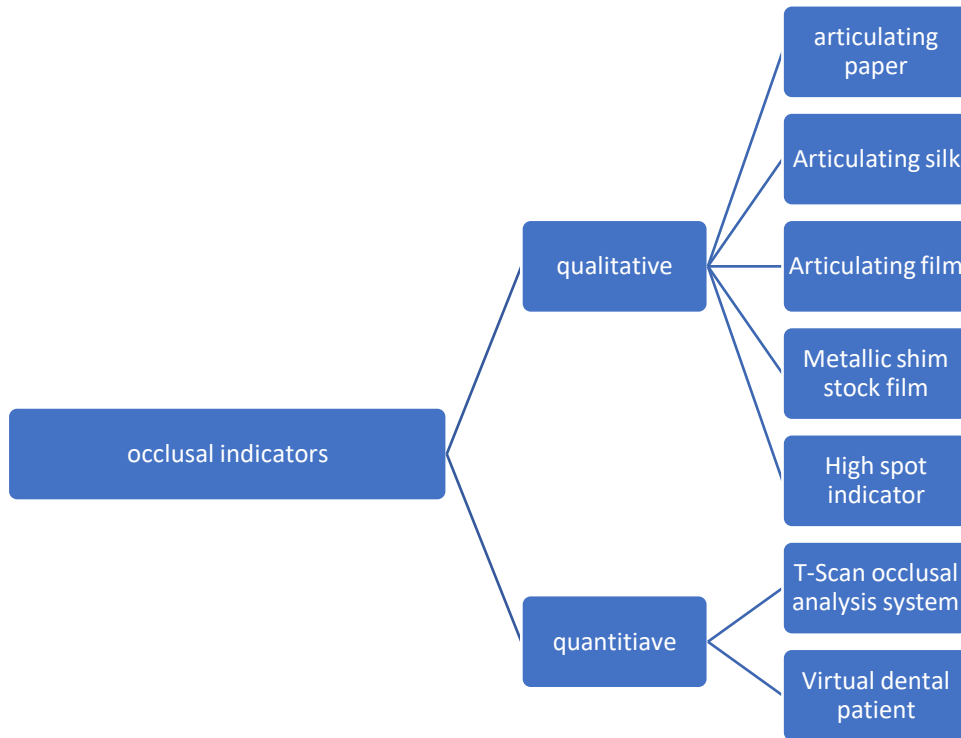 occlusal indicators
qualitative
articulating
paper
Articulating silk
Articulating film
Metallic shim
stock film
High spot
indicator
quantitiave
T-Scan occlusal
analysis system
Virtual dental
patient